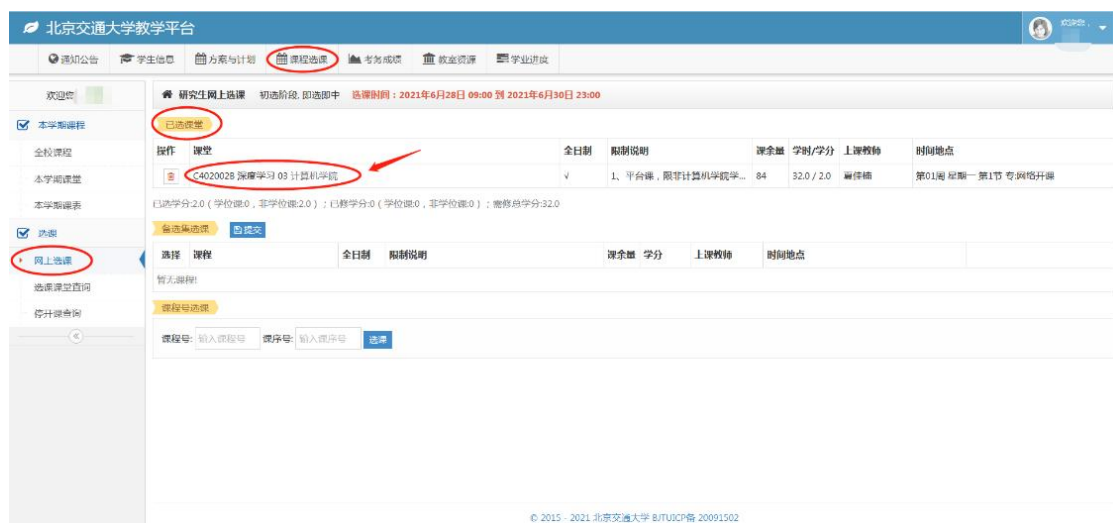 北京交通大学教学平台
欢迎您,
通知公告 学生信息 方案与计划 课程选课 考务成绩 教室资源 学业进度
欢迎您
研究生网上选课 初选阶段, 即选即中 选课时间：2021年6月28日 09:00 到 2021年6月30日 23:00
本学期课程
已选课堂
全校课程
操作 课堂 全日制 限制说明 课余量 学时/学分 上课教师 时间地点
本学期课堂
C4020028 深度学习 03 计算机学院 √ 1、平台课，限非计算机学院学... 84 32.0 / 2.0 夏佳楠 第01周 星期一 第1节 专:网络开课
本学期课表
已选学分:2.0（学位课:0，非学位课:2.0）；已修学分:0（学位课:0，非学位课:0）；需修总学分:32.0
选课
备选集选课 提交
网上选课
选择 课程 全日制 限制说明 课余量 学分 上课教师 时间地点
选课课堂查询
暂无课程!
停开课查询
课程号选课
课程号: 输入课程号 课序号: 输入课序号 选课
© 2015 - 2021 北京交通大学 BJTUICP备 20091502